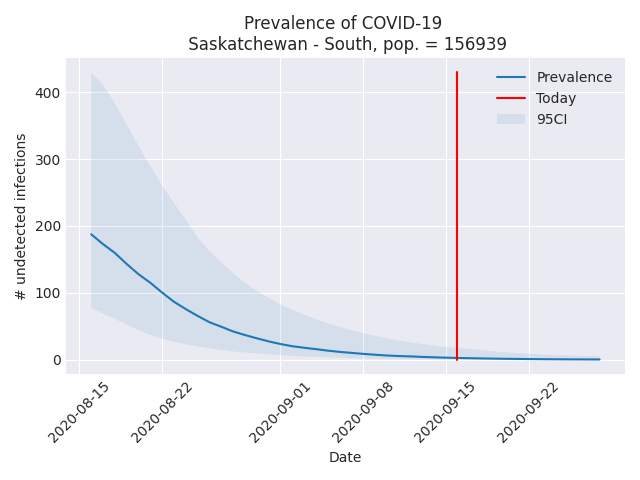 Prevalence of COVID-19
Saskatchewan - South, pop. = 156939
Prevalence
Today
95CI
# undetected infections
400
300
200
100
0
2020-08-15
2020-08-22
2020-09-01
2020-09-08
2020-09-15
2020-09-22
Date